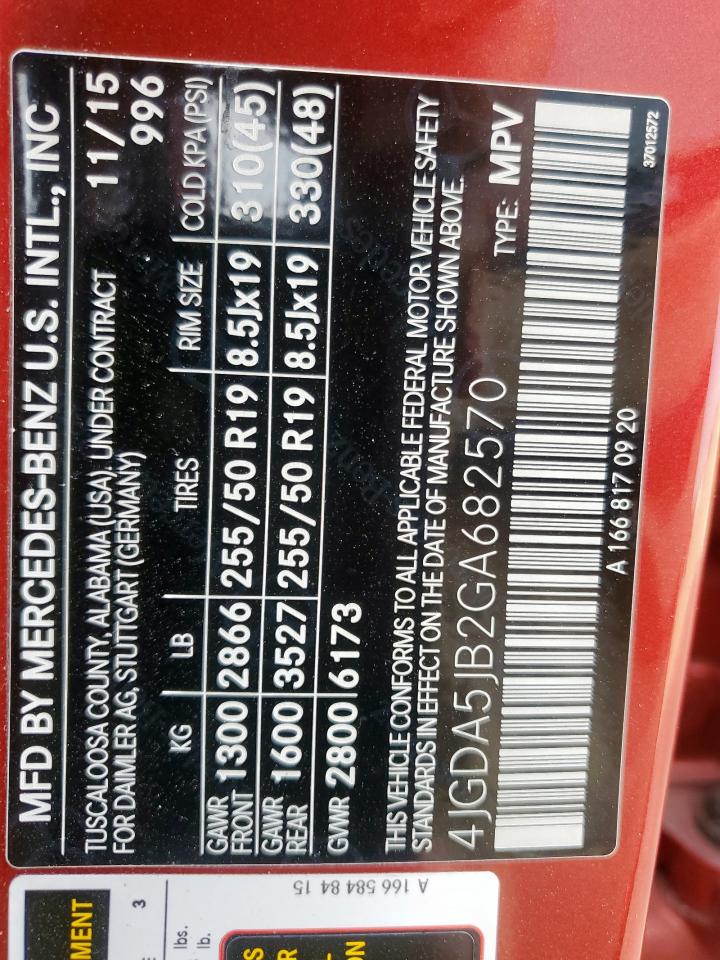 MFD BY MERCEDES-BENZ U.S. INTL., INC
TUSCALOOSA COUNTY, ALABAMA (USA), UNDER CONTRACT 11/15
FOR DAIMLER AG, STUTTGART (GERMANY) 996
KG LB TIRES RIM SIZE COLD KPA (PSI)
GAWR FRONT 1300 2866 255/50 R19 8.5Jx19 310(45)
GAWR REAR 1600 3527 255/50 R19 8.5Jx19 330(48)
GVWR 2800 6173
THIS VEHICLE CONFORMS TO ALL APPLICABLE FEDERAL MOTOR VEHICLE SAFETY
STANDARDS IN EFFECT ON THE DATE OF MANUFACTURE SHOWN ABOVE.
4JGDA5JB2GA682570 TYPE: MPV
A 166 817 09 20
37012572
A 166 584 84 15
MENT
3
lbs.
lb.
S
R
ON